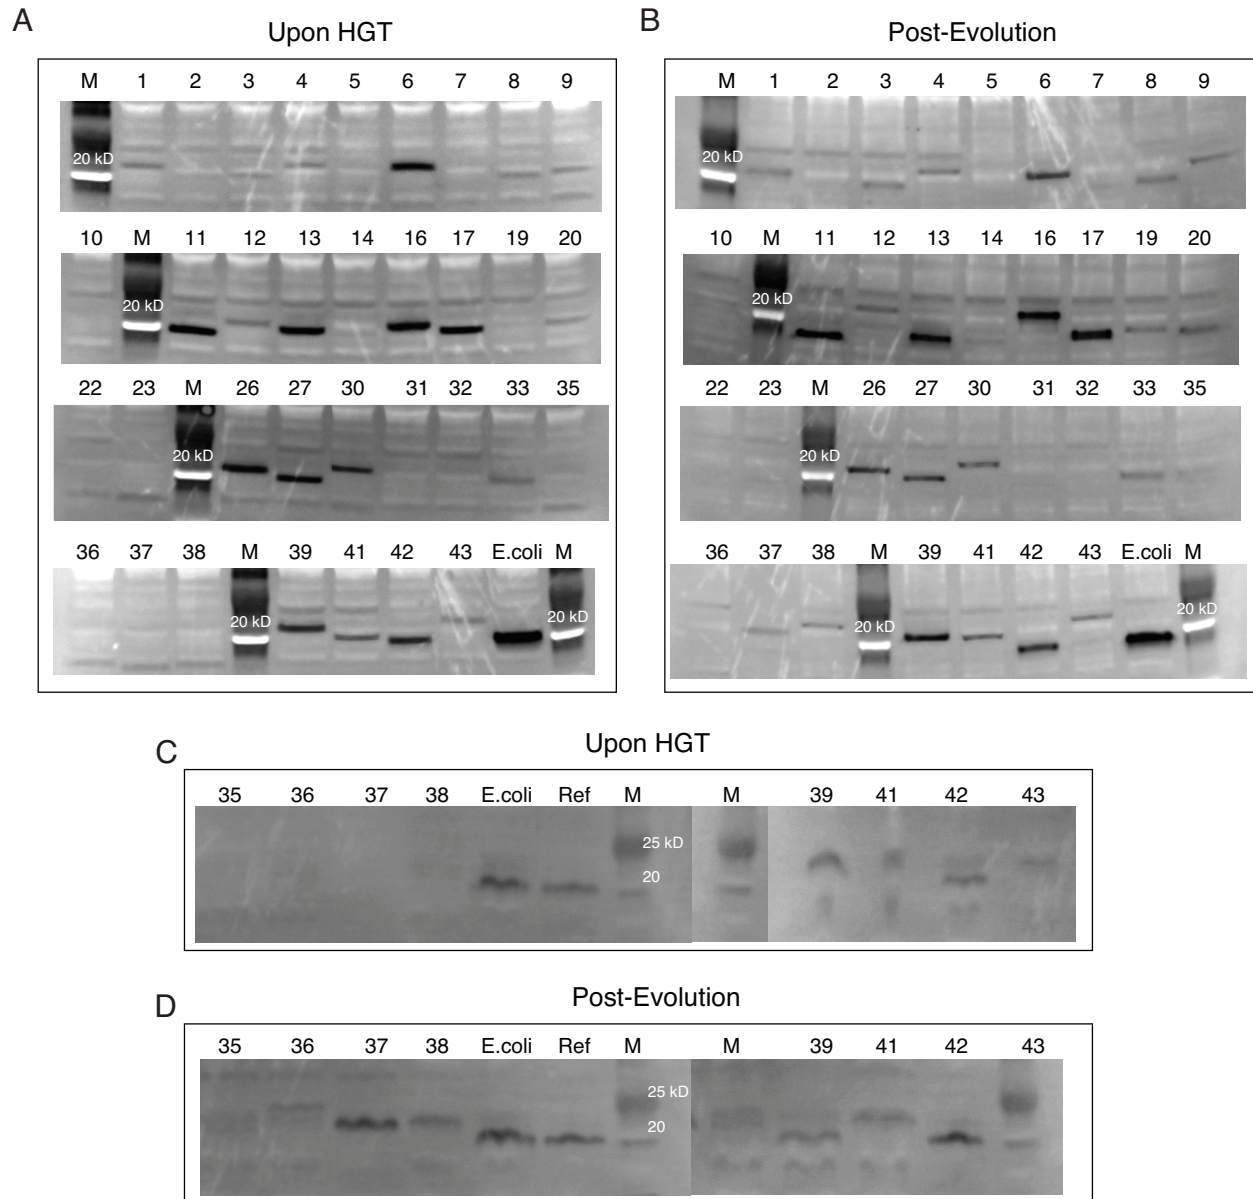 A
Upon HGT
M 1 2 3 4 5 6 7 8 9
20 kD
10 M 11 12 13 14 16 17 19 20
20 kD
22 23 M 26 27 30 31 32 33 35
20 kD
36 37 38 M 39 41 42 43 E.coli M
20 kD 20 kD
B
Post-Evolution
M 1 2 3 4 5 6 7 8 9
20 kD
10 M 11 12 13 14 16 17 19 20
20 kD
22 23 M 26 27 30 31 32 33 35
20 kD
36 37 38 M 39 41 42 43 E.coli M
20 kD 20 kD
C
Upon HGT
35 36 37 38 E.coli Ref M M 39 41 42 43
25 kD
20
D
Post-Evolution
35 36 37 38 E.coli Ref M M 39 41 42 43
25 kD
20